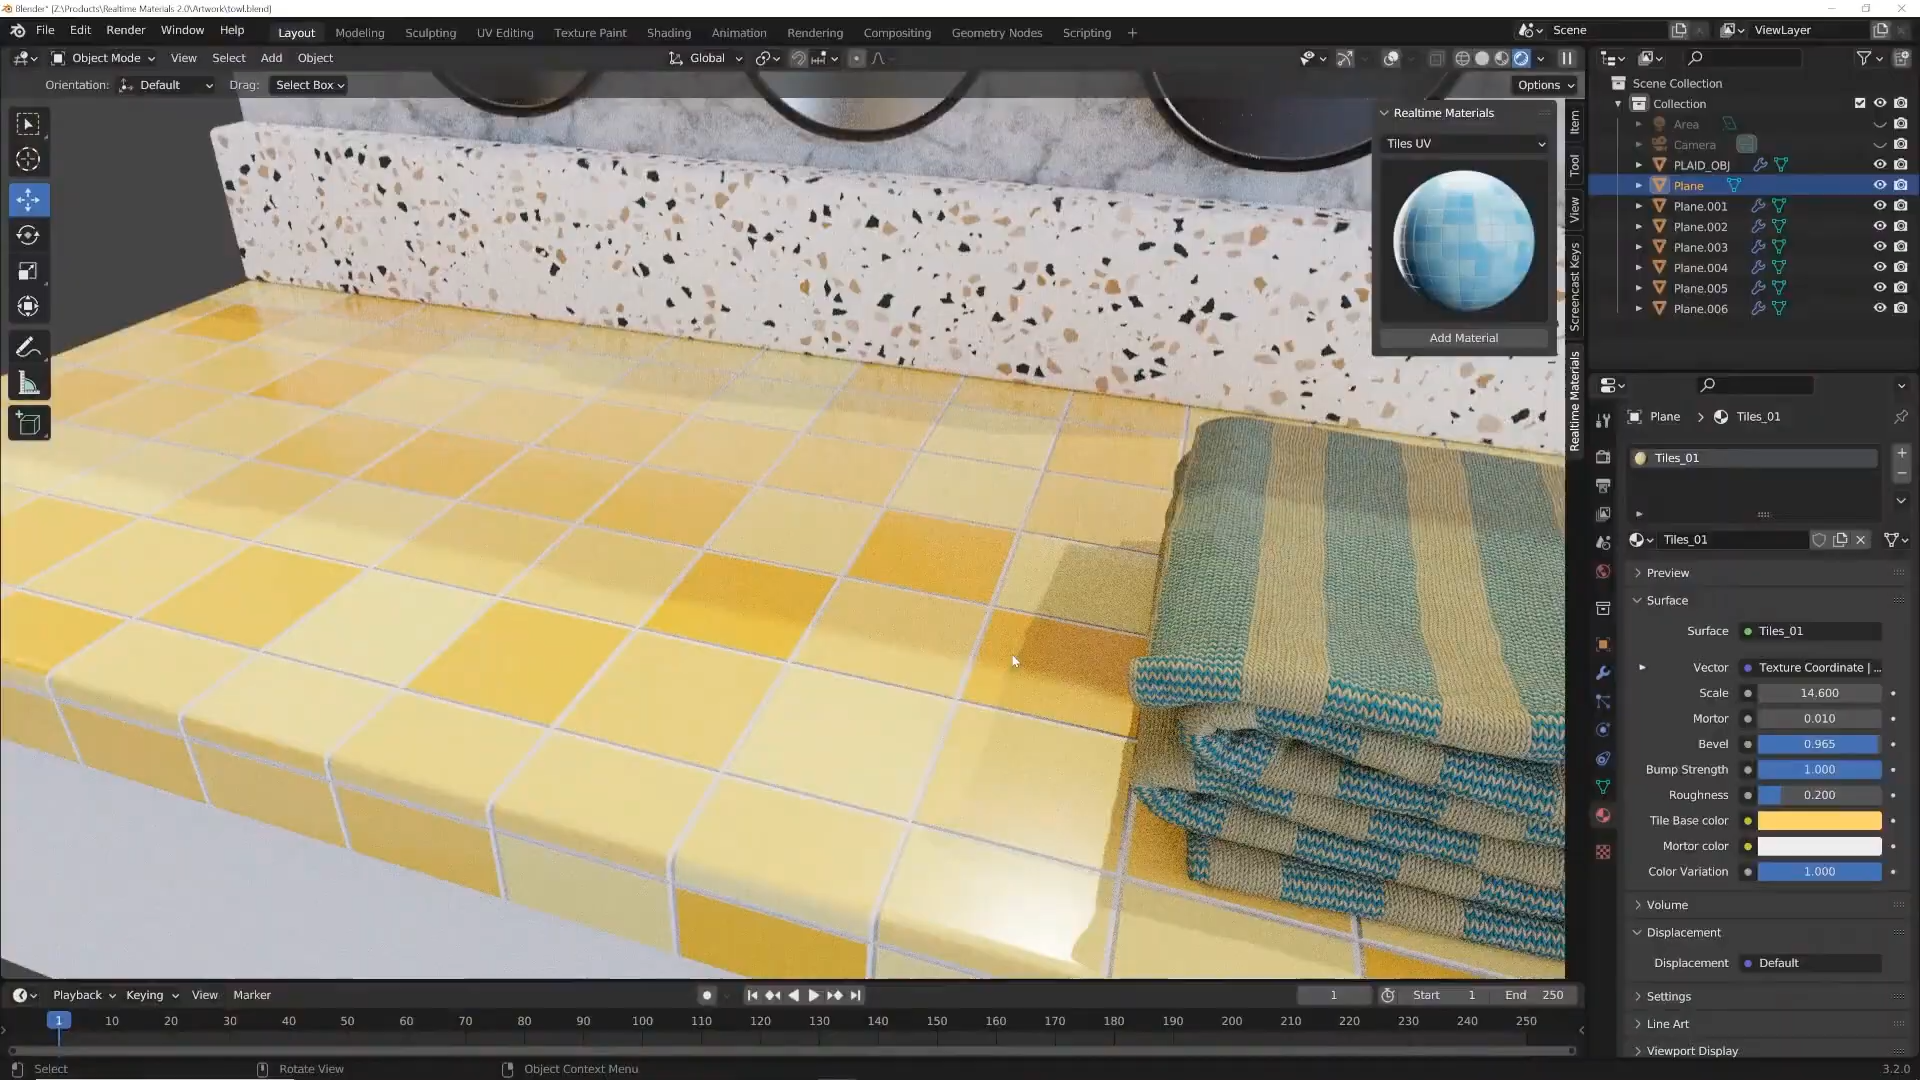 Blender* [Z:\Products\Realtime Materials 2.0\Artwork\towl.blend]
File Edit Render Window Help Layout Modeling Sculpting UV Editing Texture Paint Shading Animation Rendering Compositing Geometry Nodes Scripting + Scene ViewLayer
Object Mode View Select Add Object Global
Orientation: Default Drag: Select Box Options
Realtime Materials
Tiles UV
Add Material
Item
Tool
View
Screencast Keys
Realtime Materials
Scene Collection
Collection
Area
Camera
PLAID_OBJ
Plane
Plane.001
Plane.002
Plane.003
Plane.004
Plane.005
Plane.006
Plane > Tiles_01
Tiles_01
Tiles_01
Preview
Surface
Surface Tiles_01
Vector Texture Coordinate | ...
Scale 14.600
Mortor 0.010
Bevel 0.965
Bump Strength 1.000
Roughness 0.200
Tile Base color
Mortor color
Color Variation 1.000
Volume
Displacement
Displacement Default
Settings
Line Art
Viewport Display
Playback Keying View Marker 1 Start 1 End 250
1 10 20 30 40 50 60 70 80 90 100 110 120 130 140 150 160 170 180 190 200 210 220 230 240 250
Select Rotate View Object Context Menu 3.2.0